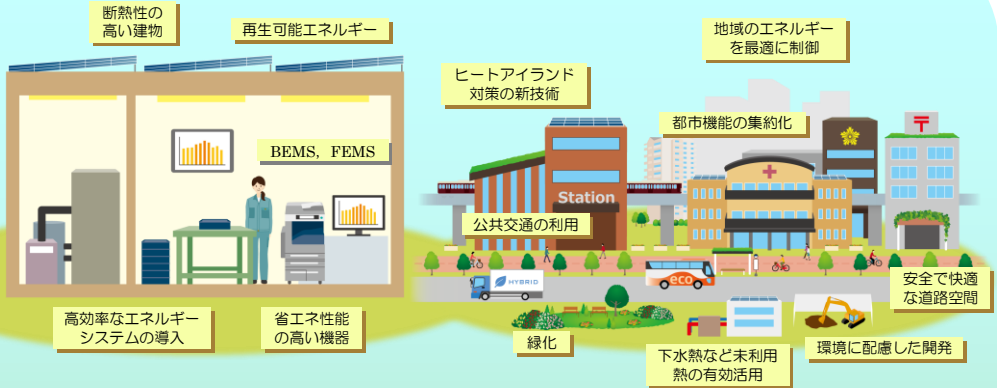 断熱性の
高い建物
再生可能エネルギー
BEMS，FEMS
高効率なエネルギー
システムの導入
省エネ性能
の高い機器
地域のエネルギー
を最適に制御
ヒートアイランド
対策の新技術
都市機能の集約化
〒
Station
公共交通の利用
HYBRID
eco
安全で快適
な道路空間
緑化
下水熱など未利用
熱の有効活用
環境に配慮した開発